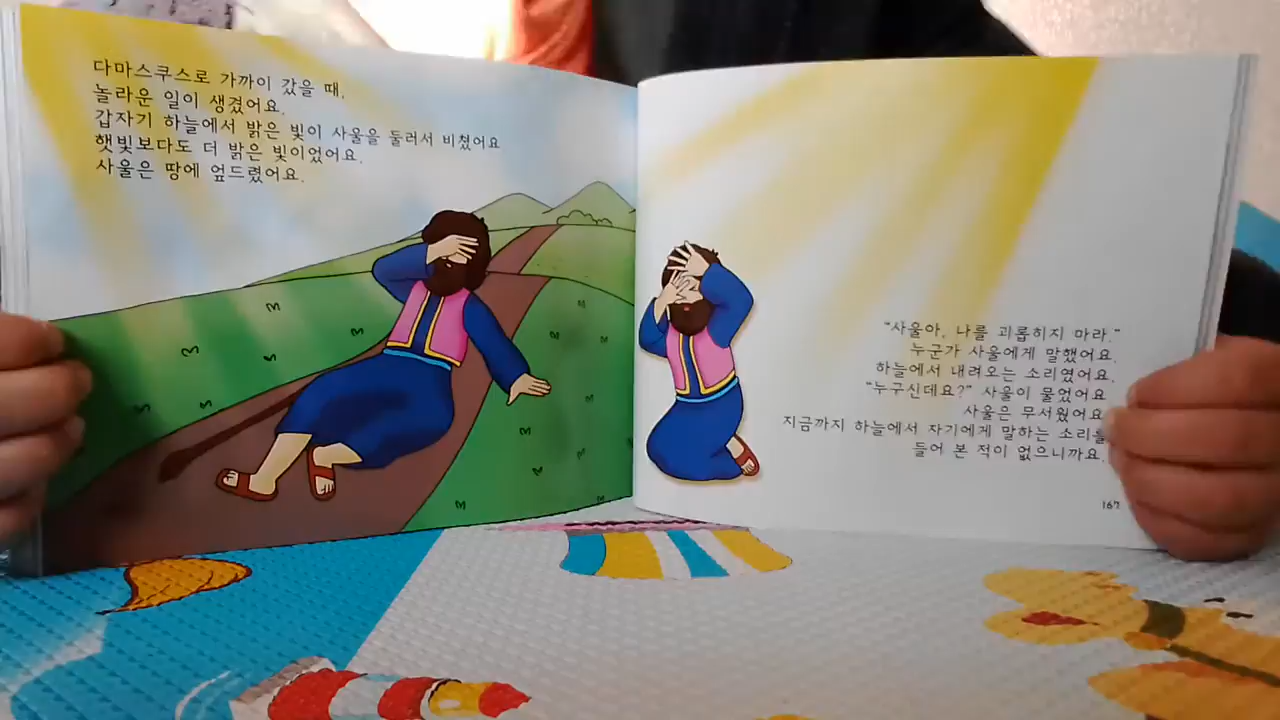 다마스쿠스로 가까이 갔을 때,
놀라운 일이 생겼어요.
갑자기 하늘에서 밝은 빛이 사울을 둘러서 비쳤어요
햇빛보다도 더 밝은 빛이었어요.
사울은 땅에 엎드렸어요.
"사울아, 나를 괴롭히지 마라."
누군가 사울에게 말했어요.
하늘에서 내려오는 소리였어요.
"누구신데요?" 사울이 물었어요
사울은 무서웠어요
지금까지 하늘에서 자기에게 말하는 소리를
들어 본 적이 없으니까요.
167